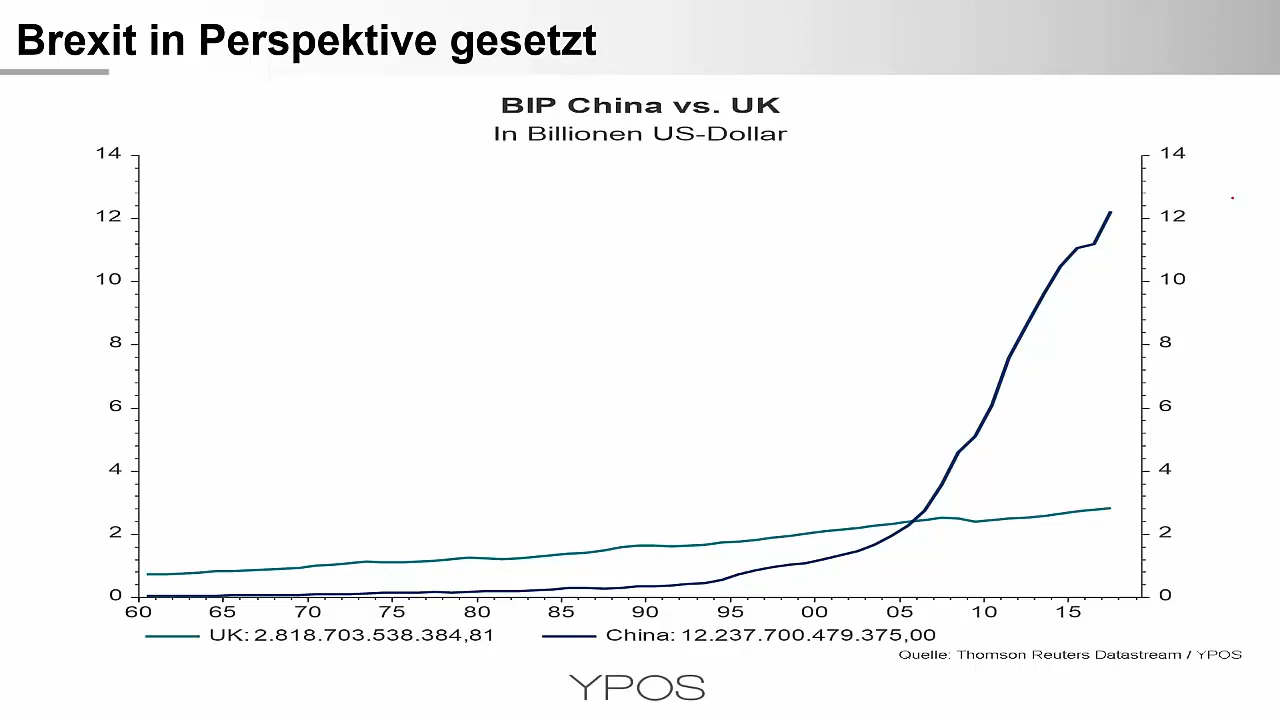 Brexit in Perspektive gesetzt
BIP China vs. UK
In Billionen US-Dollar
14 14
12 12
10 10
8 8
6 6
4 4
2 2
0 0
60 65 70 75 80 85 90 95 00 05 10 15
UK: 2.818.703.538.384,81 China: 12.237.700.479.375,00
Quelle: Thomson Reuters Datastream / YPOS
YPOS